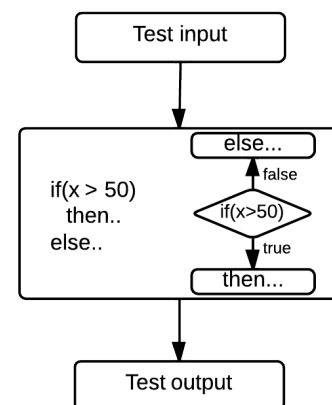 Test input
if(x > 50)
then..
else..
else...
false
if(x>50)
true
then...
Test output